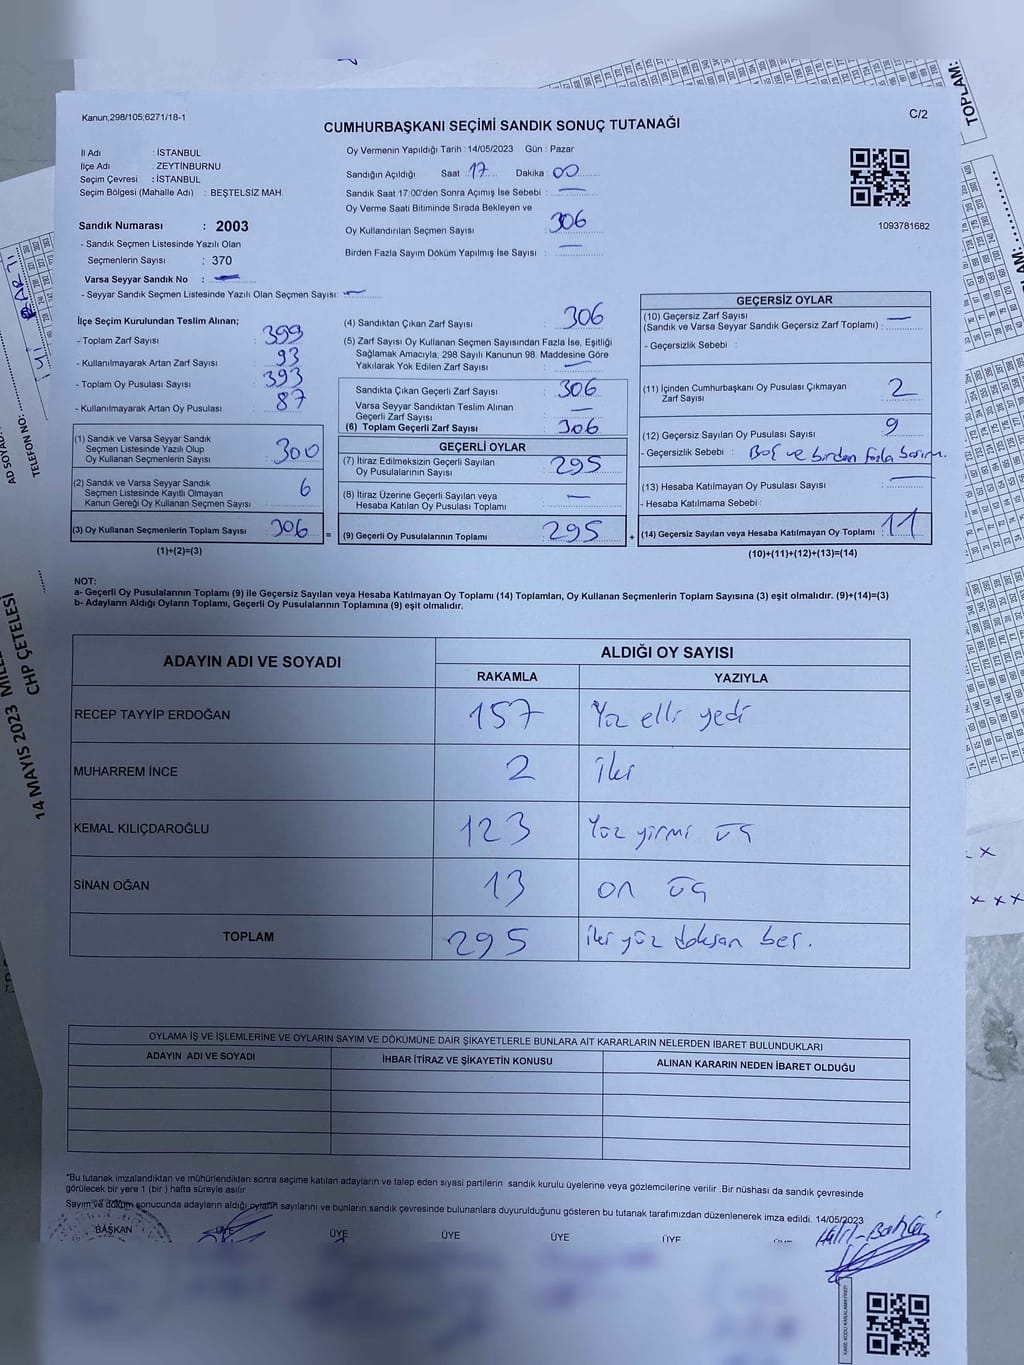 Kanun;298/105;6271/18-1
C/2
CUMHURBAŞKANI SEÇİMİ SANDIK SONUÇ TUTANAĞI
İl Adı : İSTANBUL
İlçe Adı : ZEYTİNBURNU
Seçim Çevresi : İSTANBUL
Seçim Bölgesi (Mahalle Adı) : BEŞTELSİZ MAH.
Sandık Numarası : 2003
- Sandık Seçmen Listesinde Yazılı Olan
Seçmenlerin Sayısı : 370
Varsa Seyyar Sandık No : —
- Seyyar Sandık Seçmen Listesinde Yazılı Olan Seçmen Sayısı: —
Oy Vermenin Yapıldığı Tarih : 14/05/2023 Gün : Pazar
Sandığın Açıldığı Saat 17 Dakika 00
Sandık Saat 17.00'den Sonra Açımış İse Sebebi : —
Oy Verme Saati Bitiminde Sırada Bekleyen ve
Oy Kullandırılan Seçmen Sayısı : 306
Birden Fazla Sayım Döküm Yapılmış İse Sayısı : —
1093781682
İlçe Seçim Kurulundan Teslim Alınan;
- Toplam Zarf Sayısı : 399
- Kullanılmayarak Artan Zarf Sayısı : 93
- Toplam Oy Pusulası Sayısı : 393
- Kullanılmayarak Artan Oy Pusulası : 87
(1) Sandık ve Varsa Seyyar Sandık
Seçmen Listesinde Yazılı Olup
Oy Kullanan Seçmenlerin Sayısı 300
(2) Sandık ve Varsa Seyyar Sandık
Seçmen Listesinde Kayıtlı Olmayan
Kanun Gereği Oy Kullanan Seçmen Sayısı 6
(3) Oy Kullanan Seçmenlerin Toplam Sayısı 306
(1)+(2)=(3)
(4) Sandıktan Çıkan Zarf Sayısı : 306
(5) Zarf Sayısı Oy Kullanan Seçmen Sayısından Fazla İse, Eşitliği
Sağlamak Amacıyla, 298 Sayılı Kanunun 98. Maddesine Göre
Yakılarak Yok Edilen Zarf Sayısı : —
Sandıkta Çıkan Geçerli Zarf Sayısı : 306
Varsa Seyyar Sandıktan Teslim Alınan
Geçerli Zarf Sayısı : —
(6) Toplam Geçerli Zarf Sayısı : 306
GEÇERLİ OYLAR
(7) İtiraz Edilmeksizin Geçerli Sayılan
Oy Pusulalarının Sayısı : 295
(8) İtiraz Üzerine Geçerli Sayılan veya
Hesaba Katılan Oy Pusulası Toplamı : —
= (9) Geçerli Oy Pusulalarının Toplamı : 295 +
GEÇERSİZ OYLAR
(10) Geçersiz Zarf Sayısı
(Sandık ve Varsa Seyyar Sandık Geçersiz Zarf Toplamı) : —
- Geçersizlik Sebebi :
(11) İçinden Cumhurbaşkanı Oy Pusulası Çıkmayan
Zarf Sayısı : 2
(12) Geçersiz Sayılan Oy Pusulası Sayısı : 9
- Geçersizlik Sebebi : Boş ve birden fazla basım.
(13) Hesaba Katılmayan Oy Pusulası Sayısı : —
- Hesaba Katılmama Sebebi :
(14) Geçersiz Sayılan veya Hesaba Katılmayan Oy Toplamı : 11
(10)+(11)+(12)+(13)=(14)
NOT:
a- Geçerli Oy Pusulalarının Toplamı (9) ile Geçersiz Sayılan veya Hesaba Katılmayan Oy Toplamı (14) Toplamları, Oy Kullanan Seçmenlerin Toplam Sayısına (3) eşit olmalıdır. (9)+(14)=(3)
b- Adayların Aldığı Oyların Toplamı, Geçerli Oy Pusulalarının Toplamına (9) eşit olmalıdır.
ADAYIN ADI VE SOYADI
ALDIĞI OY SAYISI
RAKAMLA YAZIYLA
RECEP TAYYİP ERDOĞAN 157 Yüz elli yedi
MUHARREM İNCE 2 iki
KEMAL KILIÇDAROĞLU 123 Yüz yirmi üç
SİNAN OĞAN 13 on üç
TOPLAM 295 iki yüz doksan beş.
OYLAMA İŞ VE İŞLEMLERİNE VE OYLARIN SAYIM VE DÖKÜMÜNE DAİR ŞİKAYETLERLE BUNLARA AİT KARARLARIN NELERDEN İBARET BULUNDUKLARI
ADAYIN ADI VE SOYADI İHBAR İTİRAZ VE ŞİKAYETİN KONUSU ALINAN KARARIN NEDEN İBARET OLDUĞU
"Bu tutanak imzalandıktan ve mühürlendikten sonra seçime katılan adayların ve talep eden siyasi partilerin sandık kurulu üyelerine veya gözlemcilerine verilir .Bir nüshası da sandık çevresinde
görülecek bir yere 1 (bir ) hafta süreyle asılır.
Sayım ve döküm sonucunda adayların aldığı oyların sayılarını ve bunların sandık çevresinde bulunanlara duyurulduğunu gösteren bu tutanak tarafımızdan düzenlenerek imza edildi. 14/05/2023
BAŞKAN ÜYE ÜYE ÜYE ÜYE ÜYE
14 MAYIS 2023
CHP ÇETELESİ
TELEFON NO:
TOPLAM: